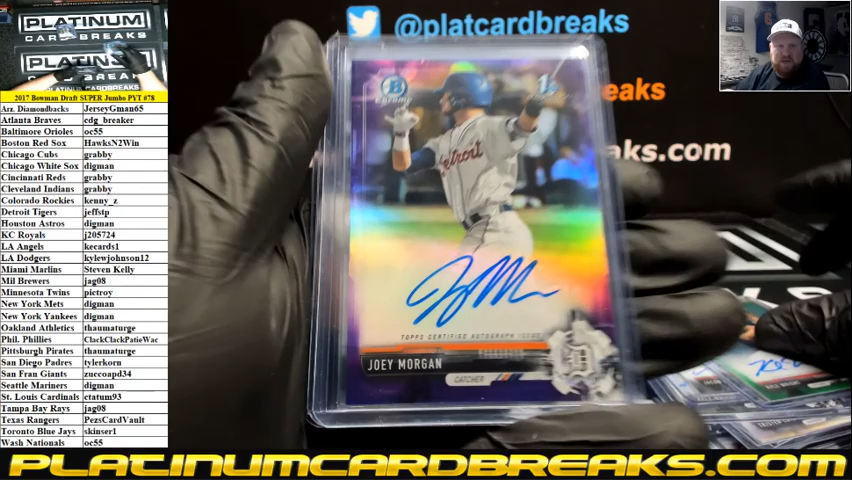 PLATINUM
CARD BREAKS
PLATINUM
CARD BREAKS
PLATINUM
2017 Bowman Draft SUPER Jumbo PYT #78
Arz. Diamondbacks JerseyGman65
Atlanta Braves cdg_breaker
Baltimore Orioles oc55
Boston Red Sox HawksN2Win
Chicago Cubs grabby
Chicago White Sox digman
Cincinnati Reds grabby
Cleveland Indians grabby
Colorado Rockies kenny_z
Detroit Tigers jeffstp
Houston Astros digman
KC Royals j205724
LA Angels kecards1
LA Dodgers kylewjohnson12
Miami Marlins Steven Kelly
Mil Brewers jag08
Minnesota Twins pictroy
New York Mets digman
New York Yankees digman
Oakland Athletics thaumaturge
Phil. Phillies ClackClackPatieWac
Pittsburgh Pirates thaumaturge
San Diego Padres tylerkorn
San Fran Giants zuccoapd34
Seattle Mariners digman
St. Louis Cardinals ctatum93
Tampa Bay Rays jag08
Texas Rangers PezsCardVault
Toronto Blue Jays skinser1
Wash Nationals oc55
@platcardbreaks
eaks
s.com
B
Chrome
1st
Detroit
TOPPS CERTIFIED AUTOGRAPH ISSUE
JOEY MORGAN
CATCHER
PLATINUMCARDBREAKS.COM